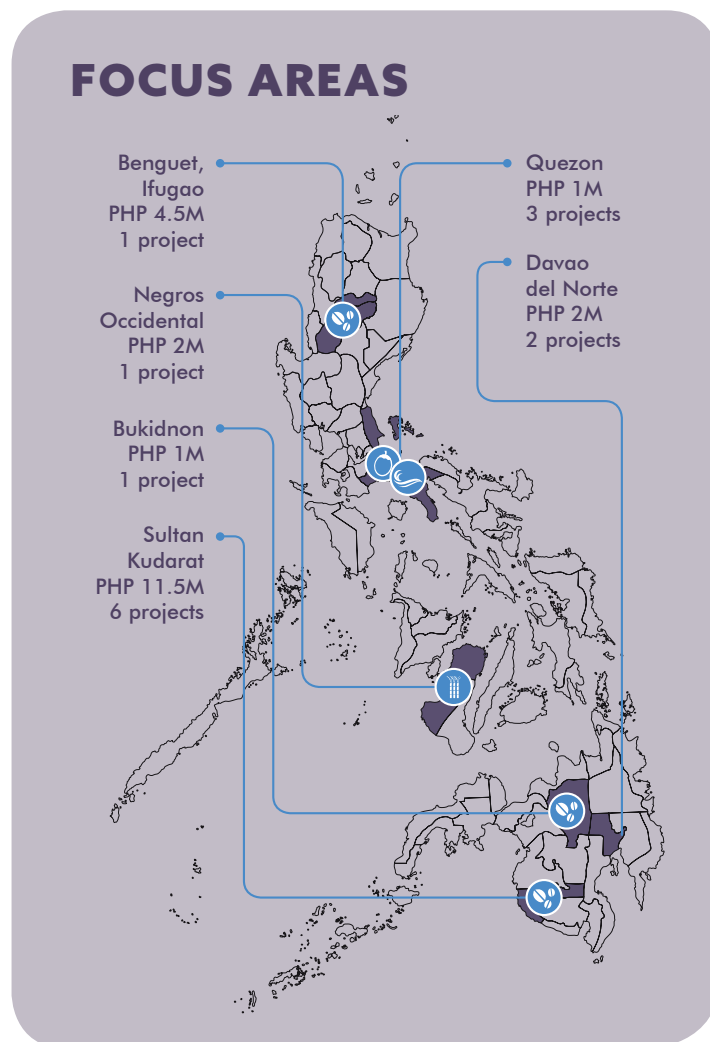 FOCUS AREAS
Benguet,
Ifugao
PHP 4.5M
1 project
Negros
Occidental
PHP 2M
1 project
Bukidnon
PHP 1M
1 project
Sultan
Kudarat
PHP 11.5M
6 projects
Quezon
PHP 1M
3 projects
Davao
del Norte
PHP 2M
2 projects